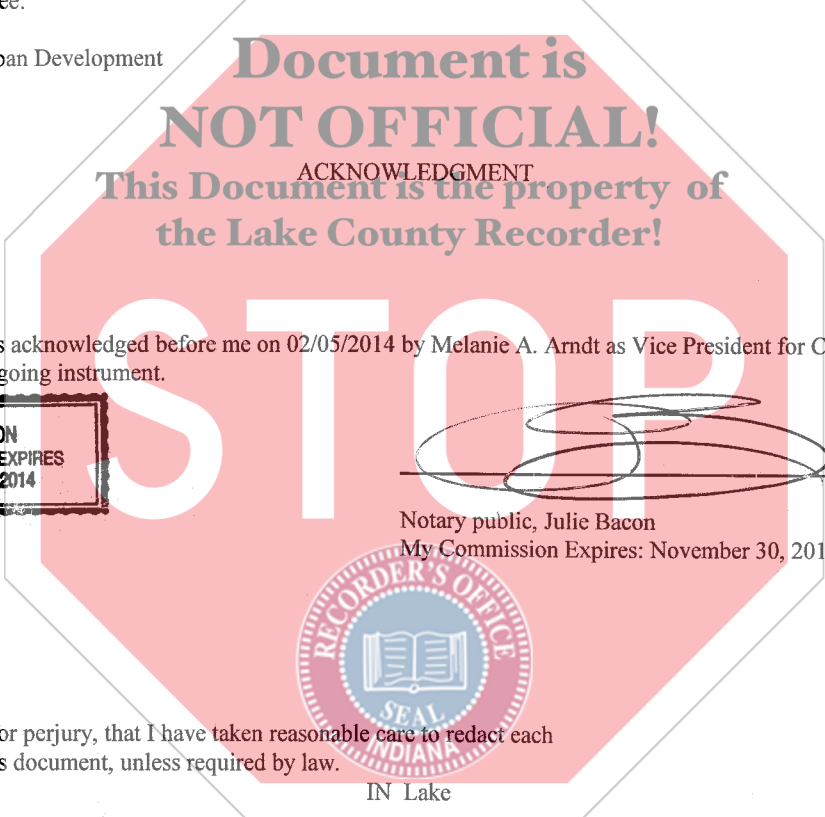 ee.
ban Development
Document is
NOT OFFICIAL!
ACKNOWLEDGMENT
This Document is the property of
the Lake County Recorder!
STOP
s acknowledged before me on 02/05/2014 by Melanie A. Arndt as Vice President for C
going instrument.
ON
EXPIRES
2014
Notary public, Julie Bacon
My Commission Expires: November 30, 201
RECORDER'S OFFICE
SEAL
INDIANA
or perjury, that I have taken reasonable care to redact each
s document, unless required by law.
IN Lake